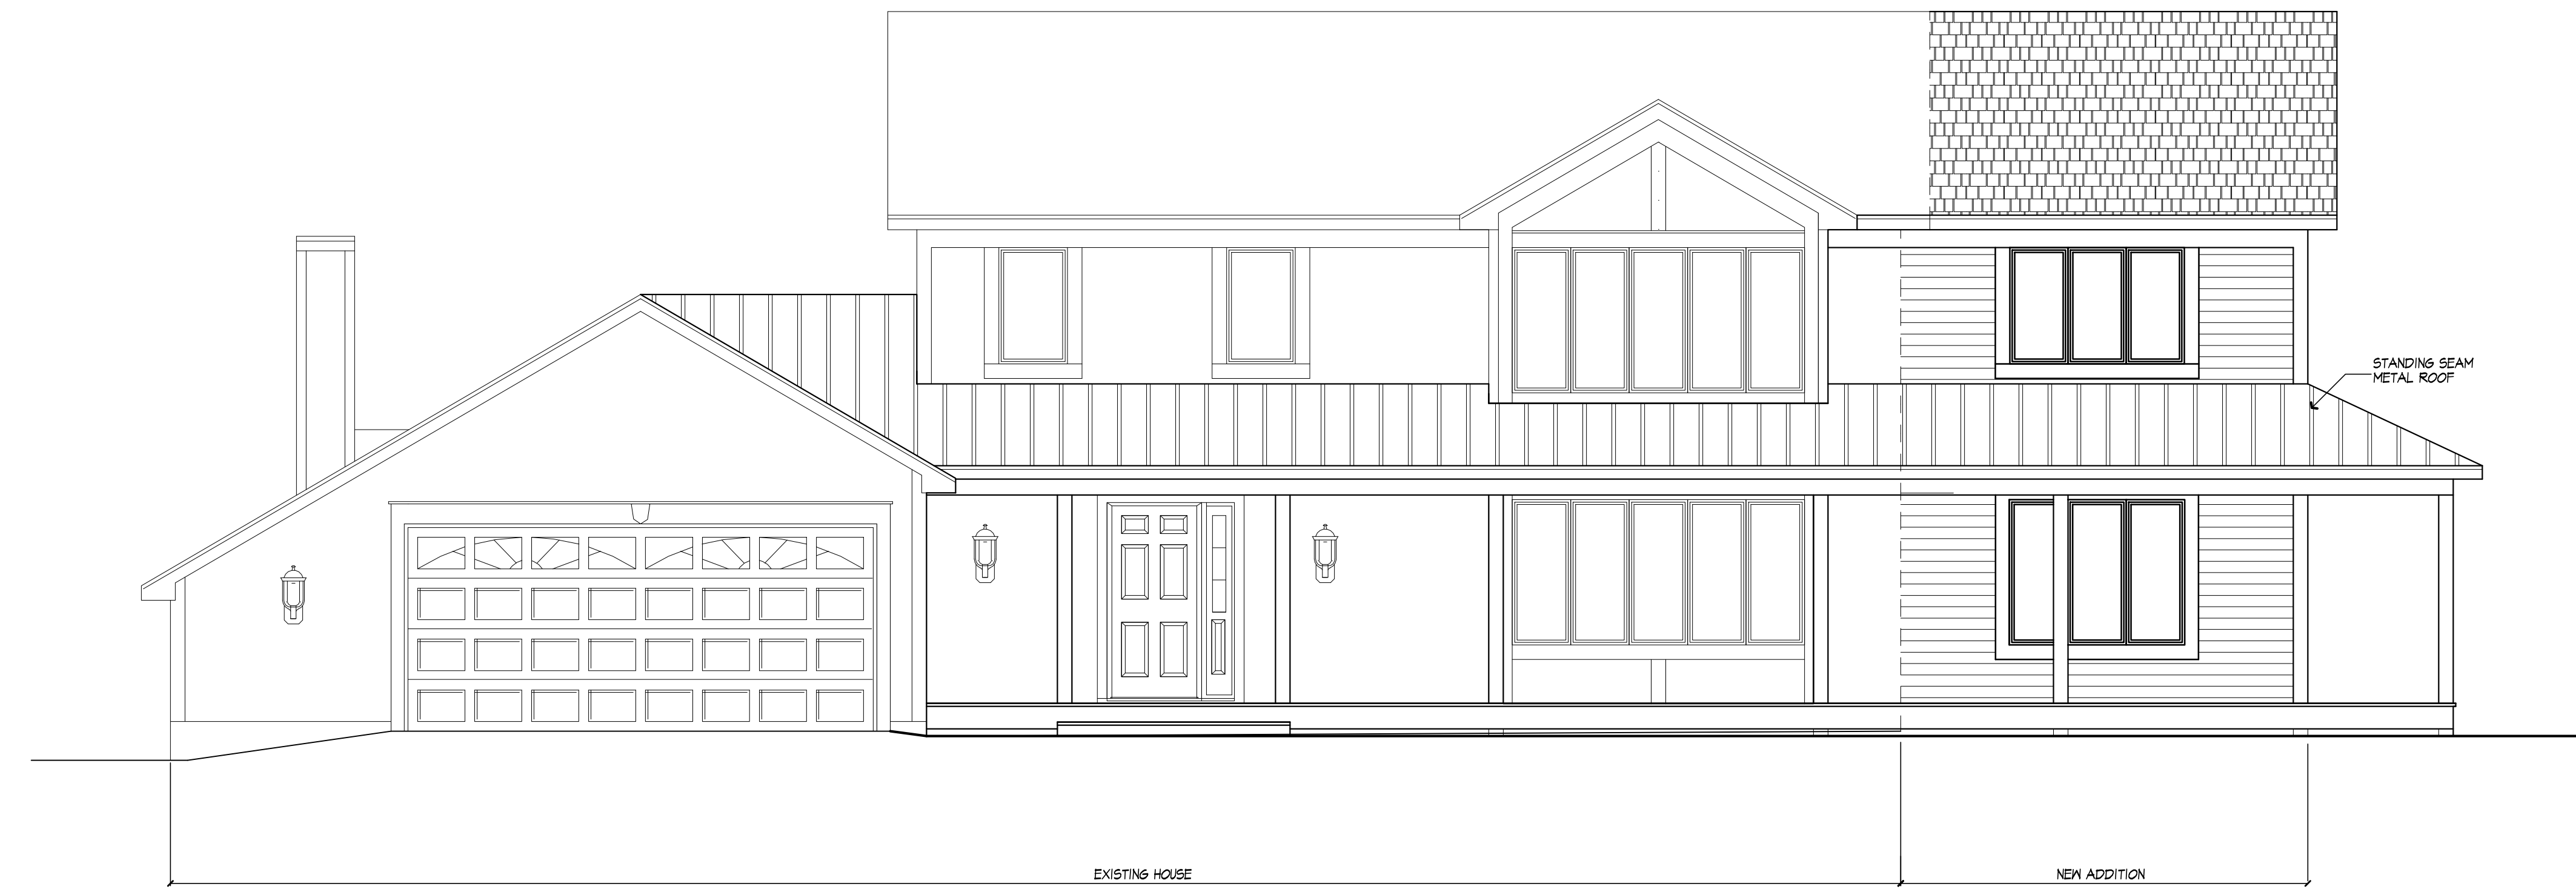 STANDING SEAM
METAL ROOF
EXISTING HOUSE
NEW ADDITION